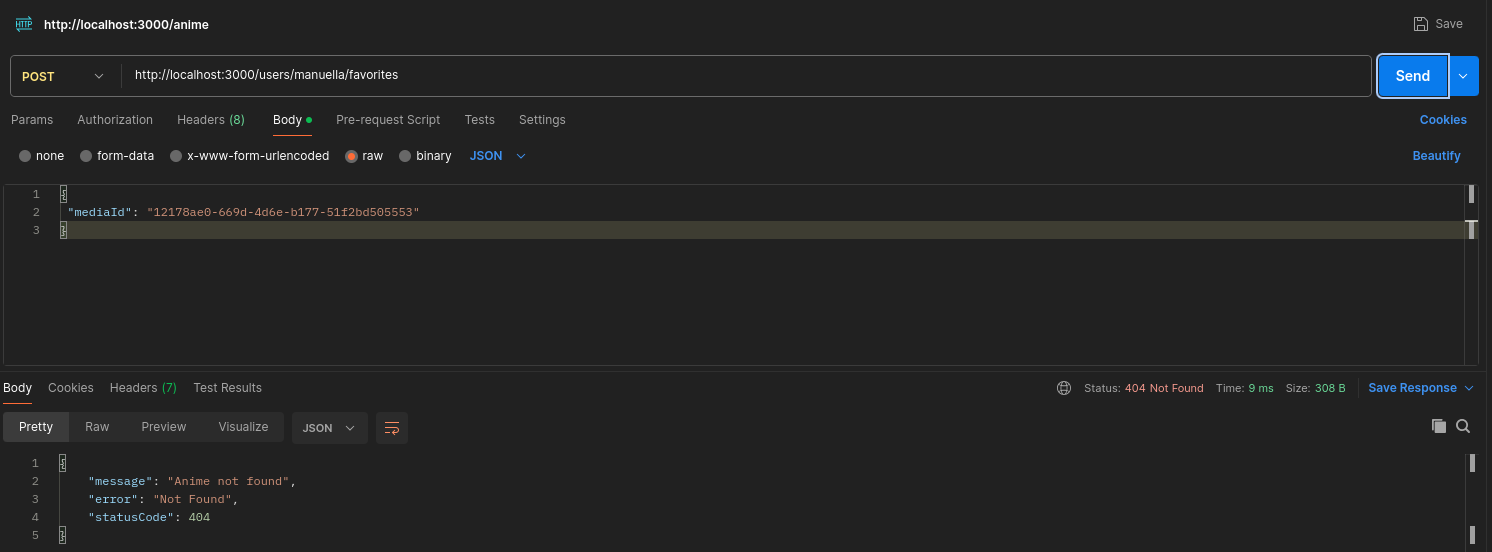 HTTP http://localhost:3000/anime Save
POST http://localhost:3000/users/manuella/favorites Send
Params Authorization Headers (8) Body Pre-request Script Tests Settings Cookies
none form-data x-www-form-urlencoded raw binary JSON Beautify
1 {
2 "mediaId": "12178ae0-669d-4d6e-b177-51f2bd505553"
3 }
Body Cookies Headers (7) Test Results Status: 404 Not Found Time: 9 ms Size: 308 B Save Response
Pretty Raw Preview Visualize JSON
1 {
2 "message": "Anime not found",
3 "error": "Not Found",
4 "statusCode": 404
5 }